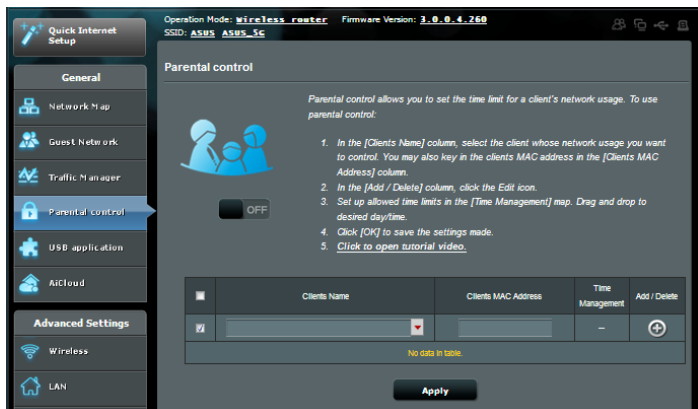 Quick Internet
Setup
Operation Mode: Wireless router Firmware Version: 3.0.0.4.260
SSID: ASUS ASUS_5G
General
Network Map
Guest Network
Traffic Manager
Parental control
USB application
AiCloud
Advanced Settings
Wireless
LAN
Parental control
OFF
Parental control allows you to set the time limit for a client's network usage. To use
parental control:
1. In the [Clients Name] column, select the client whose network usage you want
to control. You may also key in the clients MAC address in the [Clients MAC
Address] column.
2. In the [Add / Delete] column, click the Edit icon.
3. Set up allowed time limits in the [Time Management] map. Drag and drop to
desired day/time.
4. Click [OK] to save the settings made.
5. Click to open tutorial video.
Clients Name
Clients MAC Address
Time
Management
Add / Delete
–
No data in table.
Apply